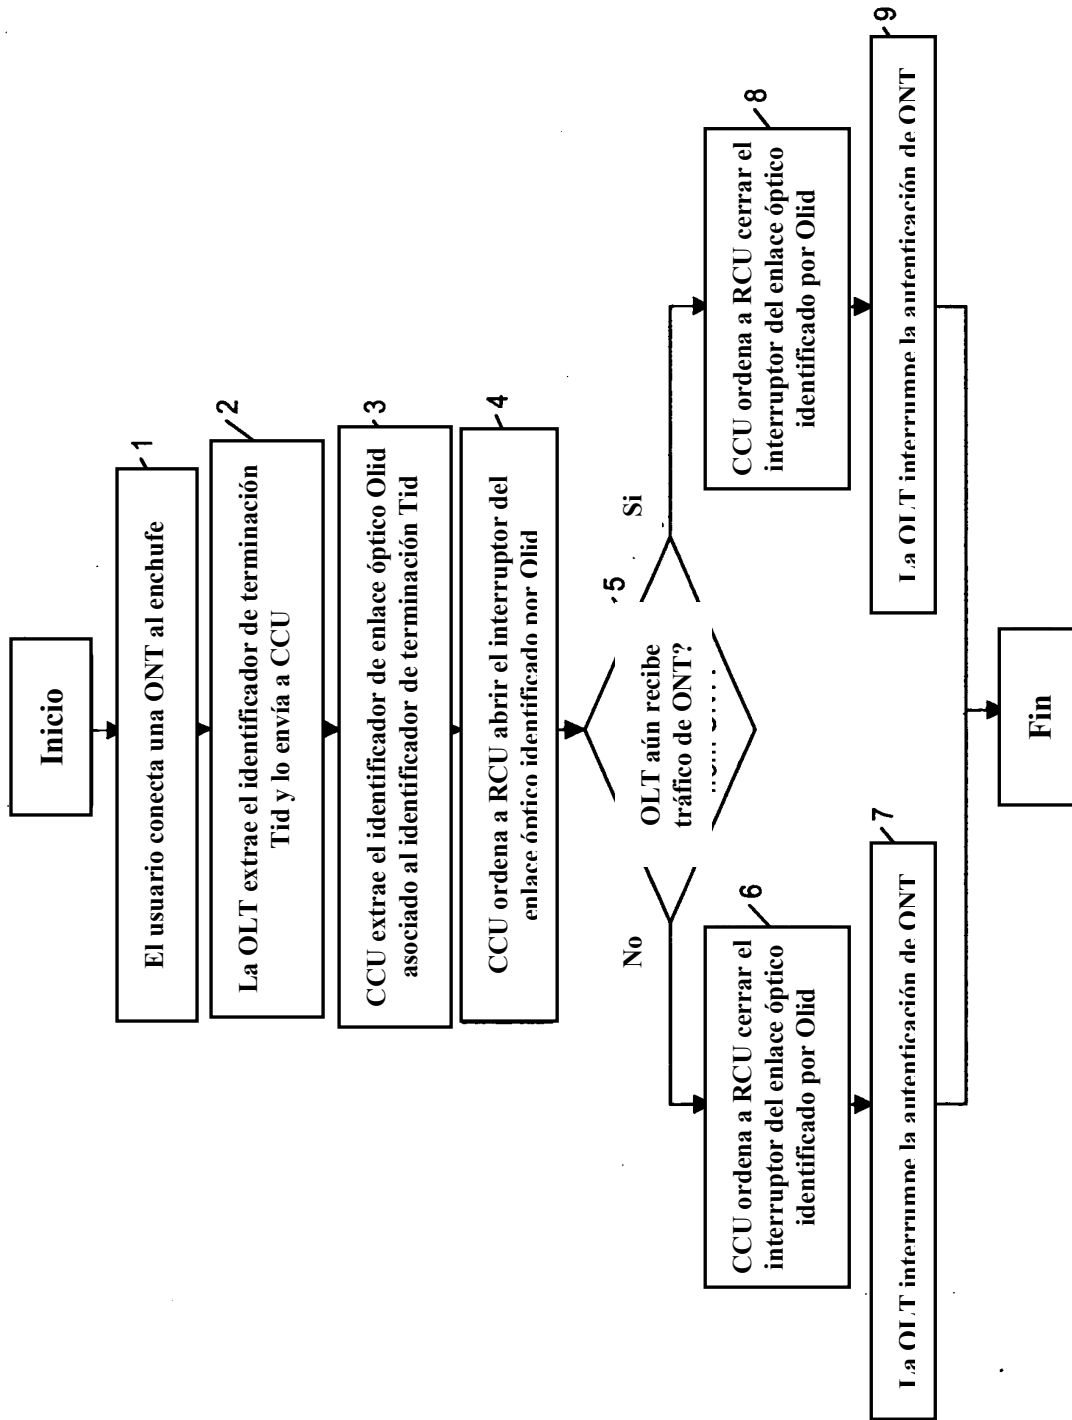 Inicio
1
El usuario conecta una ONT al enchufe
2
La OLT extrae el identificador de terminación
Tid y lo envía a CCU
3
CCU extrae el identificador de enlace óptico Olid
asociado al identificador de terminación Tid
4
CCU ordena a RCU abrir el interruptor del
enlace óptico identificado por Olid
5
OLT aún recibe
tráfico de ONT?
No
Si
6
CCU ordena a RCU cerrar el
interruptor del enlace óptico
identificado por Olid
7
La OLT interrumpe la autenticación de ONT
8
CCU ordena a RCU cerrar el
interruptor del enlace óptico
identificado por Olid
9
La OLT interrumpe la autenticación de ONT
Fin